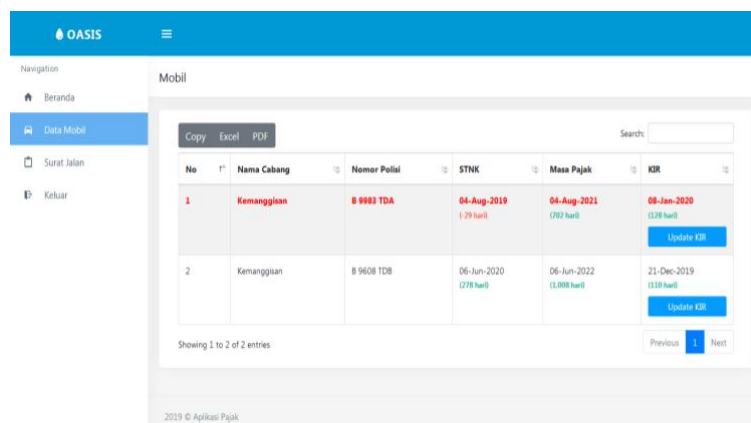 OASIS
Navigation
Beranda
Data Mobil
Surat Jalan
Keluar
Mobil
Copy Excel PDF
Search:
No Nama Cabang Nomor Polisi STNK Masa Pajak KIR
1 Kemanggisan B 9983 TDA 04-Aug-2019 04-Aug-2021 08-Jan-2020
(-29 hari) (702 hari) (128 hari)
Update KIR
2 Kemanggisan B 9608 TDB 06-Jun-2020 06-Jun-2022 21-Dec-2019
(278 hari) (1,008 hari) (110 hari)
Update KIR
Showing 1 to 2 of 2 entries
Previous 1 Next
2019 © Aplikasi Pajak